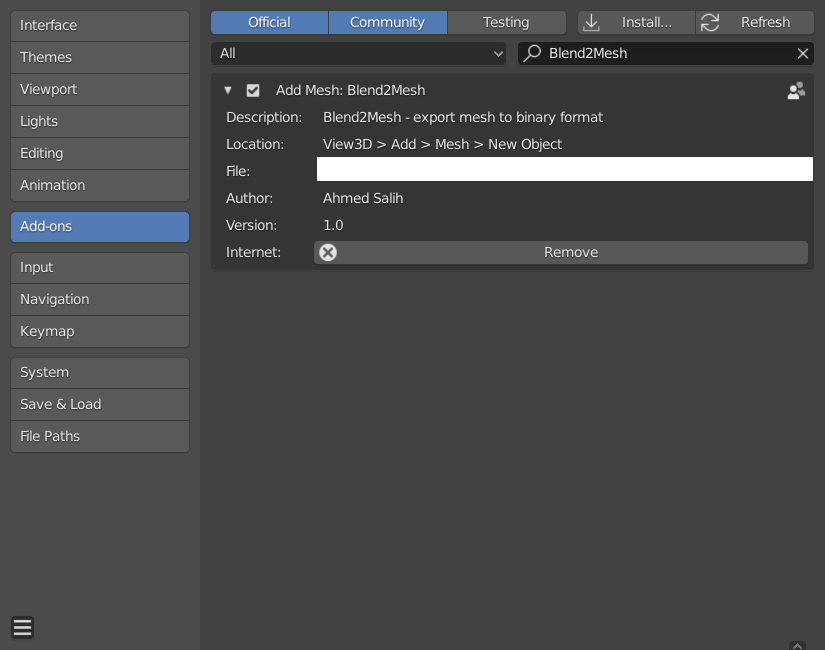 Interface
Themes
Viewport
Lights
Editing
Animation
Add-ons
Input
Navigation
Keymap
System
Save & Load
File Paths
Official Community Testing Install... Refresh
All Blend2Mesh
Add Mesh: Blend2Mesh
Description: Blend2Mesh - export mesh to binary format
Location: View3D > Add > Mesh > New Object
File:
Author: Ahmed Salih
Version: 1.0
Internet: Remove